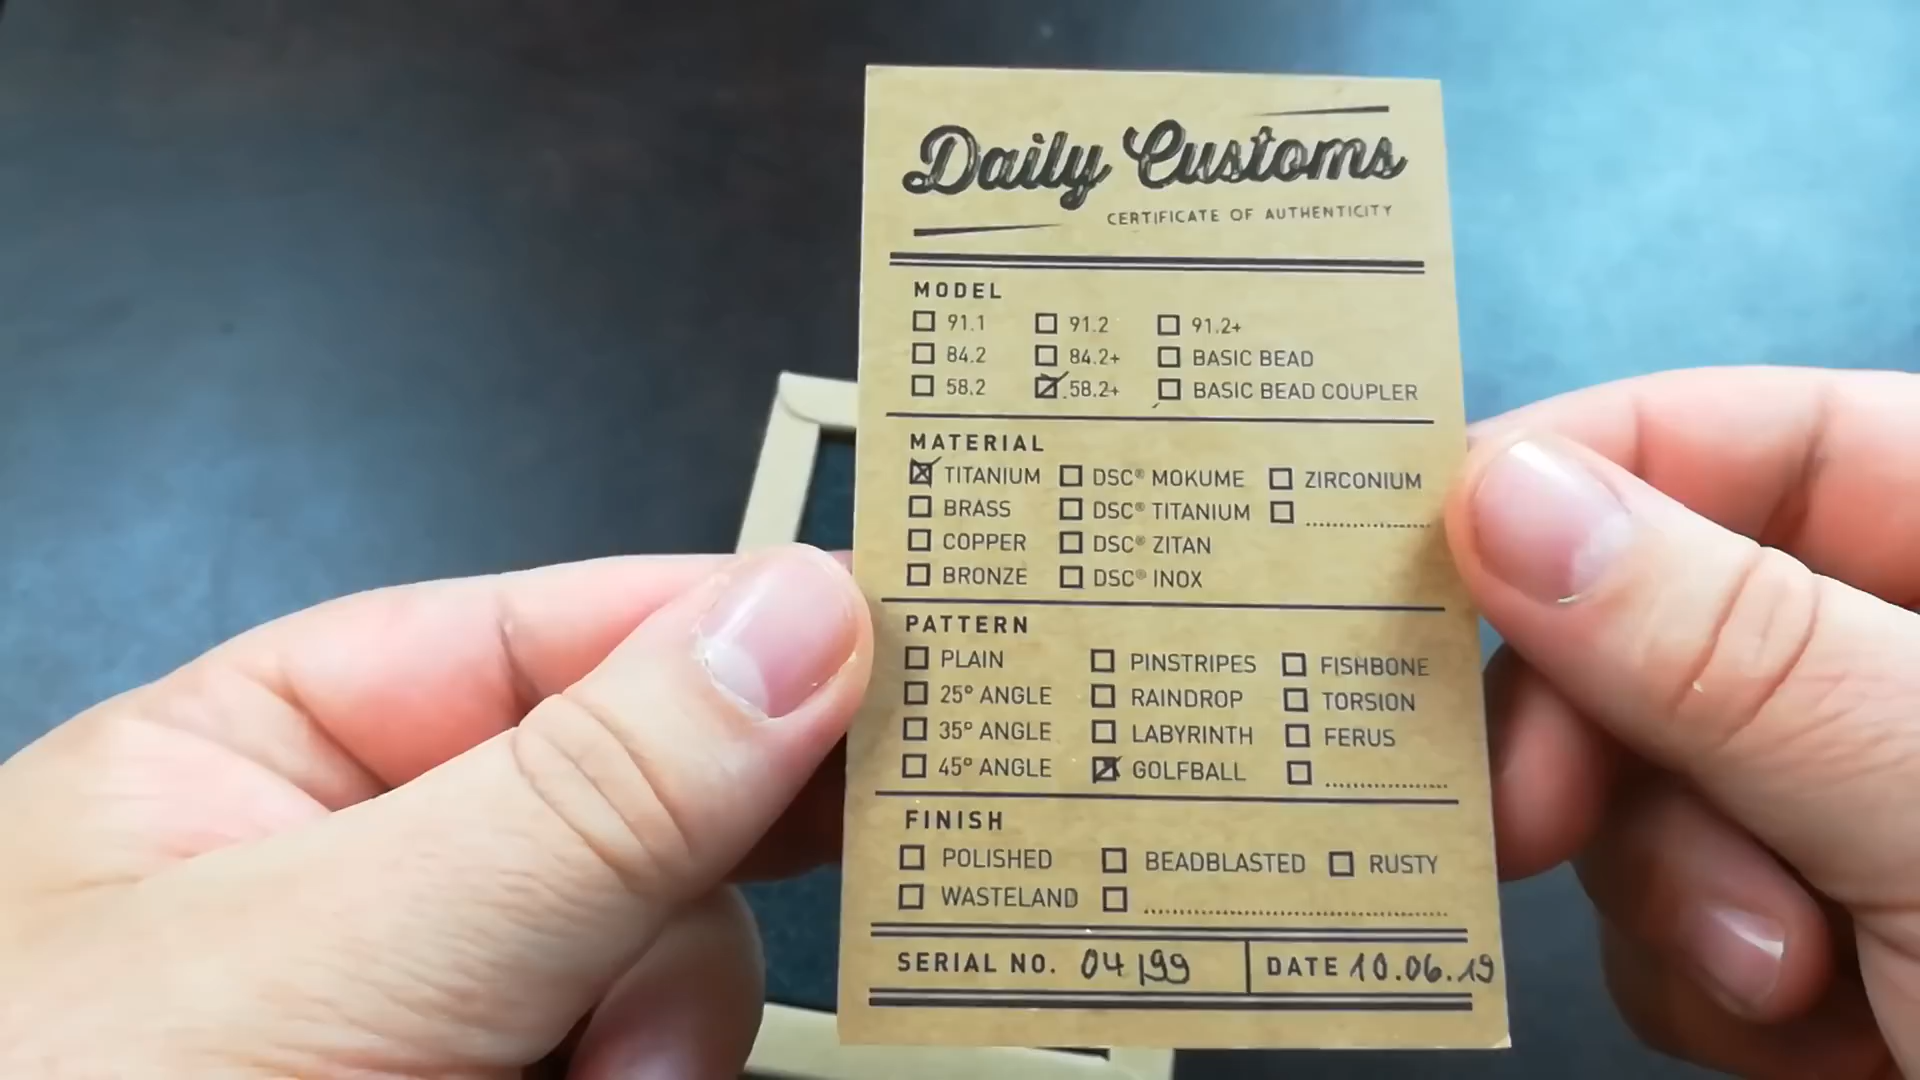 Daily Customs
CERTIFICATE OF AUTHENTICITY
MODEL
91.1 91.2 91.2+
84.2 84.2+ BASIC BEAD
58.2 58.2+ BASIC BEAD COUPLER
MATERIAL
TITANIUM DSC® MOKUME ZIRCONIUM
BRASS DSC® TITANIUM
COPPER DSC® ZITAN
BRONZE DSC® INOX
PATTERN
PLAIN PINSTRIPES FISHBONE
25° ANGLE RAINDROP TORSION
35° ANGLE LABYRINTH FERUS
45° ANGLE GOLFBALL
FINISH
POLISHED BEADBLASTED RUSTY
WASTELAND
SERIAL NO. 04/99 DATE 10.06.19